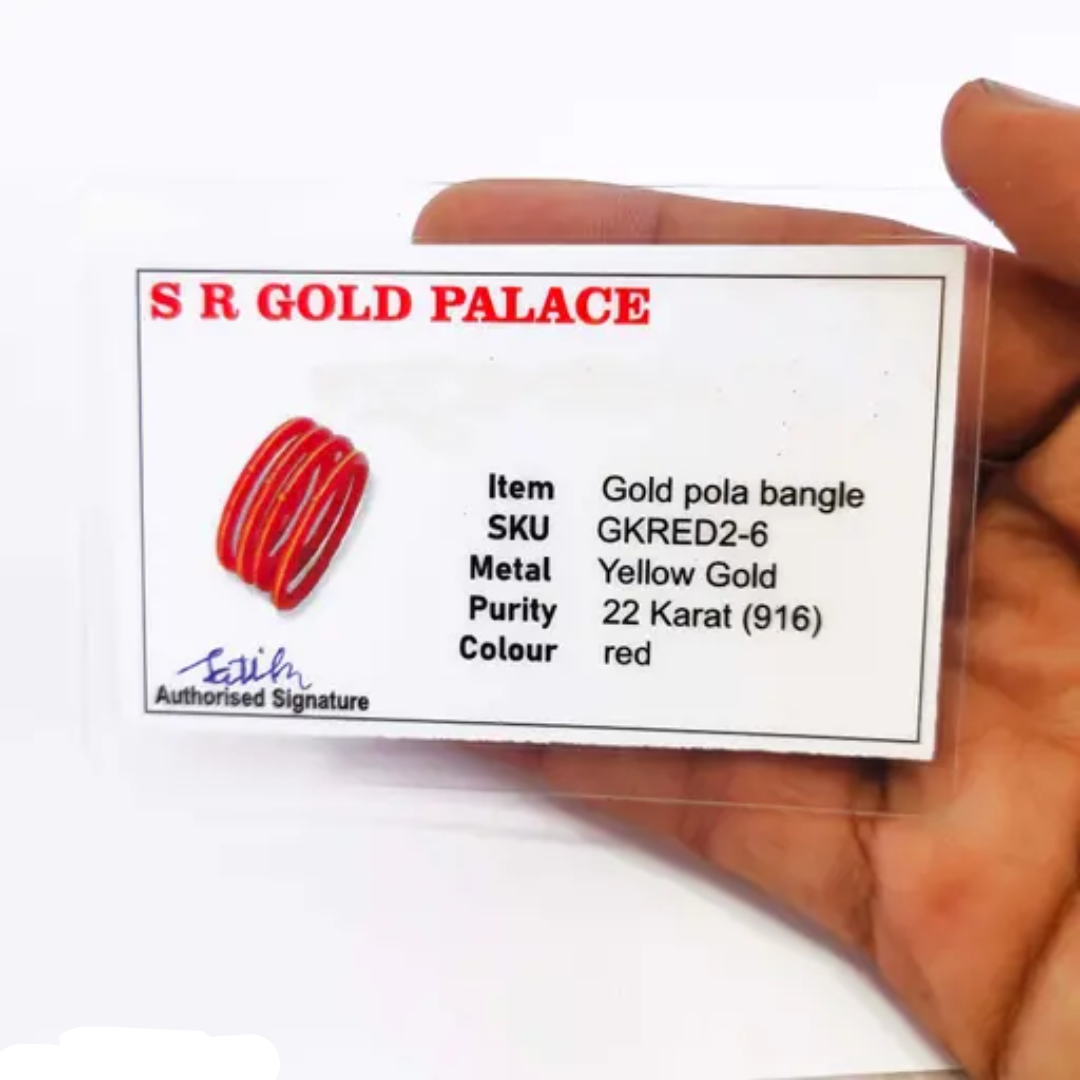 S R GOLD PALACE
Item Gold pola bangle
SKU GKRED2-6
Metal Yellow Gold
Purity 22 Karat (916)
Colour red
Authorised Signature